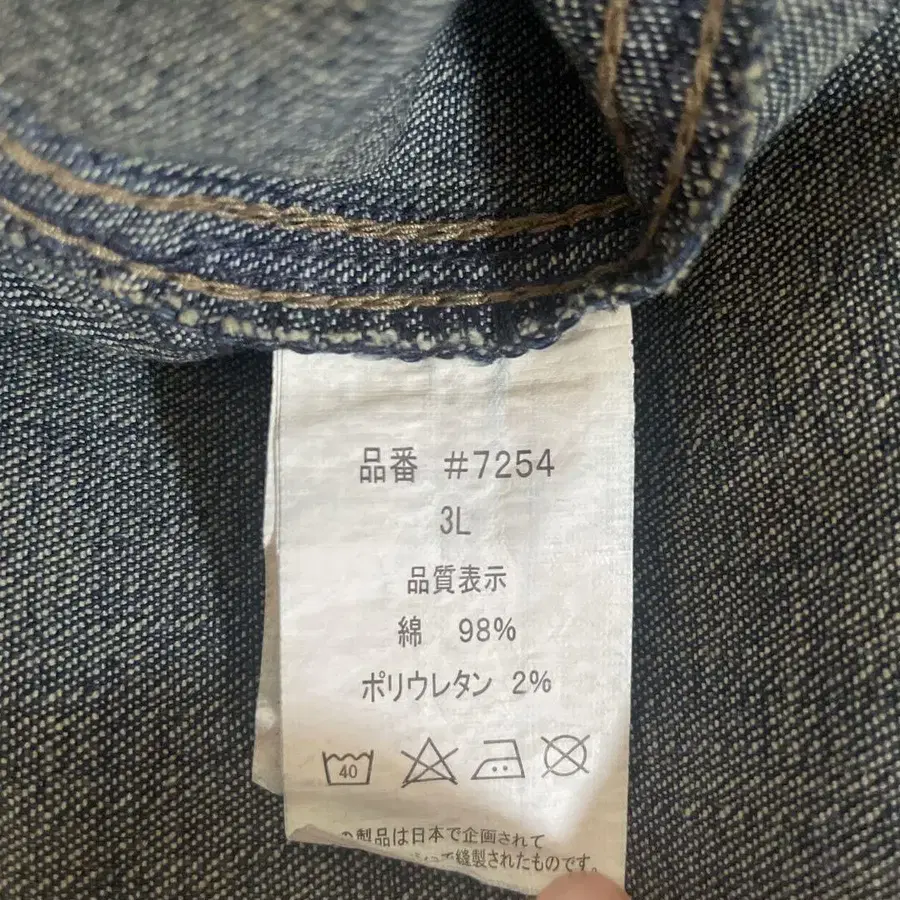 品番 #7254
3L
品質表示
綿 98%
ポリウレタン 2%
40
の製品は日本で企画されて
で縫製されたものです。